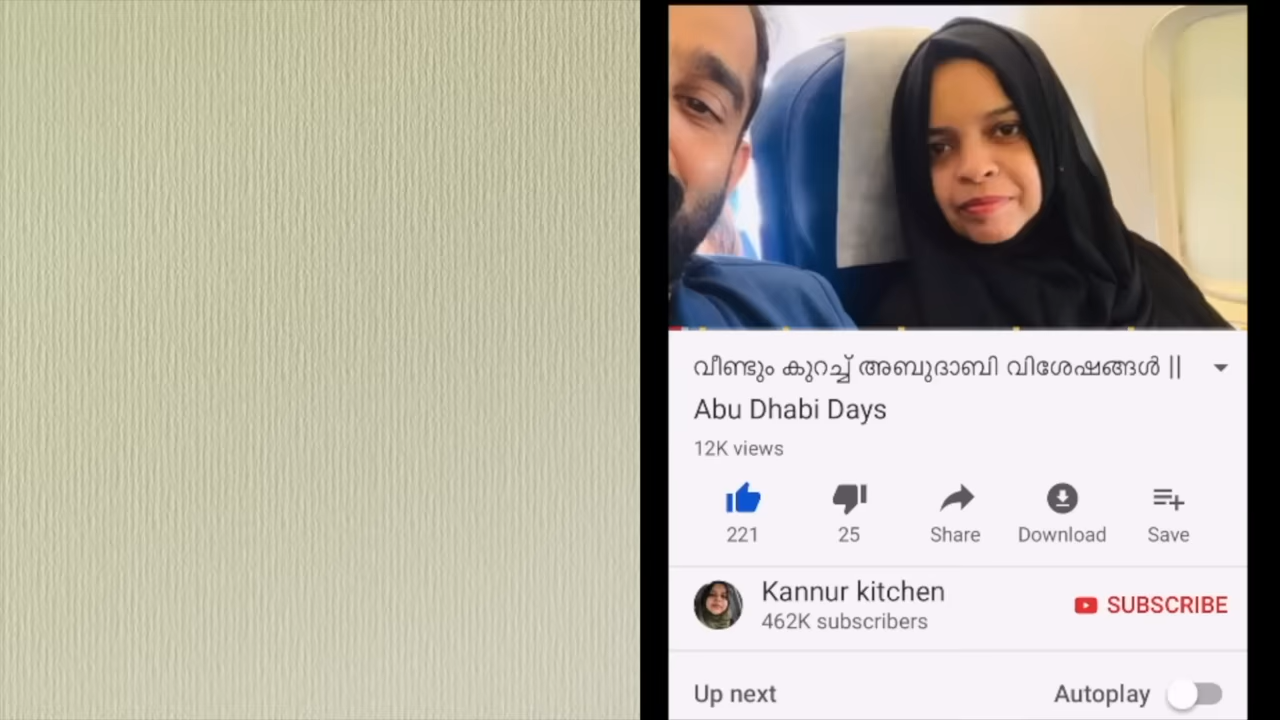 വീണ്ടും കുറച്ച് അബുദാബി വിശേഷങ്ങൾ ||
Abu Dhabi Days
12K views
221
25
Share
Download
Save
Kannur kitchen
462K subscribers
SUBSCRIBE
Up next
Autoplay